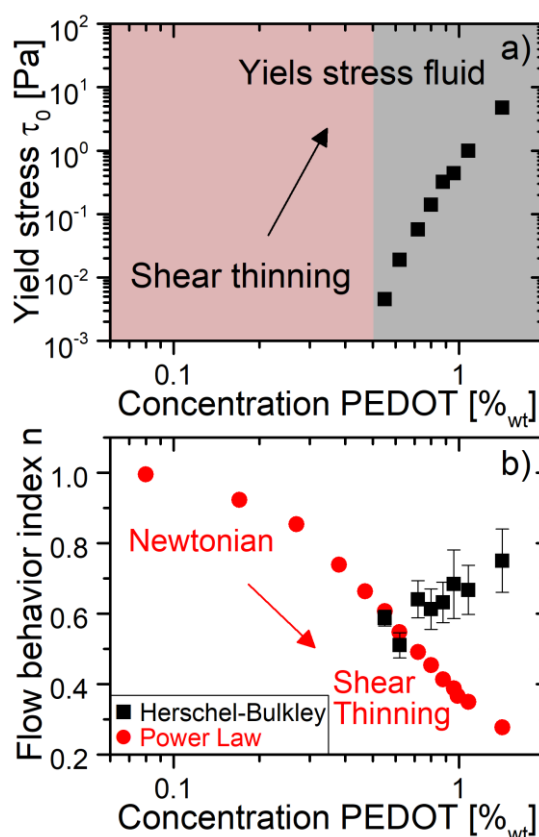 10²
a)
Yiels stress fluid
10¹
10⁰
10⁻¹
Shear thinning
10⁻²
10⁻³
Yield stress τ₀ [Pa]
0.1
1
Concentration PEDOT [%wt]
b)
1.0
Newtonian
0.8
0.6
Shear
Thinning
0.4
Herschel-Bulkley
Power Law
0.2
Flow behavior index n
0.1
1
Concentration PEDOT [%wt]